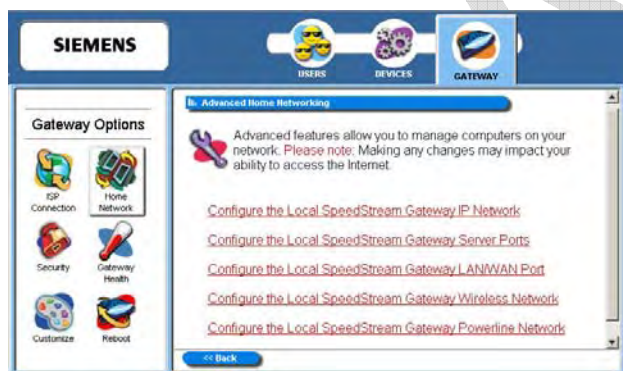 SIEMENS
USERS
DEVICES
GATEWAY
Gateway Options
ISP
Connection
Home
Network
Security
Gateway
Health
Customize
Reboot
Advanced Home Networking
Advanced features allow you to manage computers on your
network. Please note: Making any changes may impact your
ability to access the Internet.
Configure the Local SpeedStream Gateway IP Network
Configure the Local SpeedStream Gateway Server Ports
Configure the Local SpeedStream Gateway LAN/WAN Port
Configure the Local SpeedStream Gateway Wireless Network
Configure the Local SpeedStream Gateway Powerline Network
<< Back